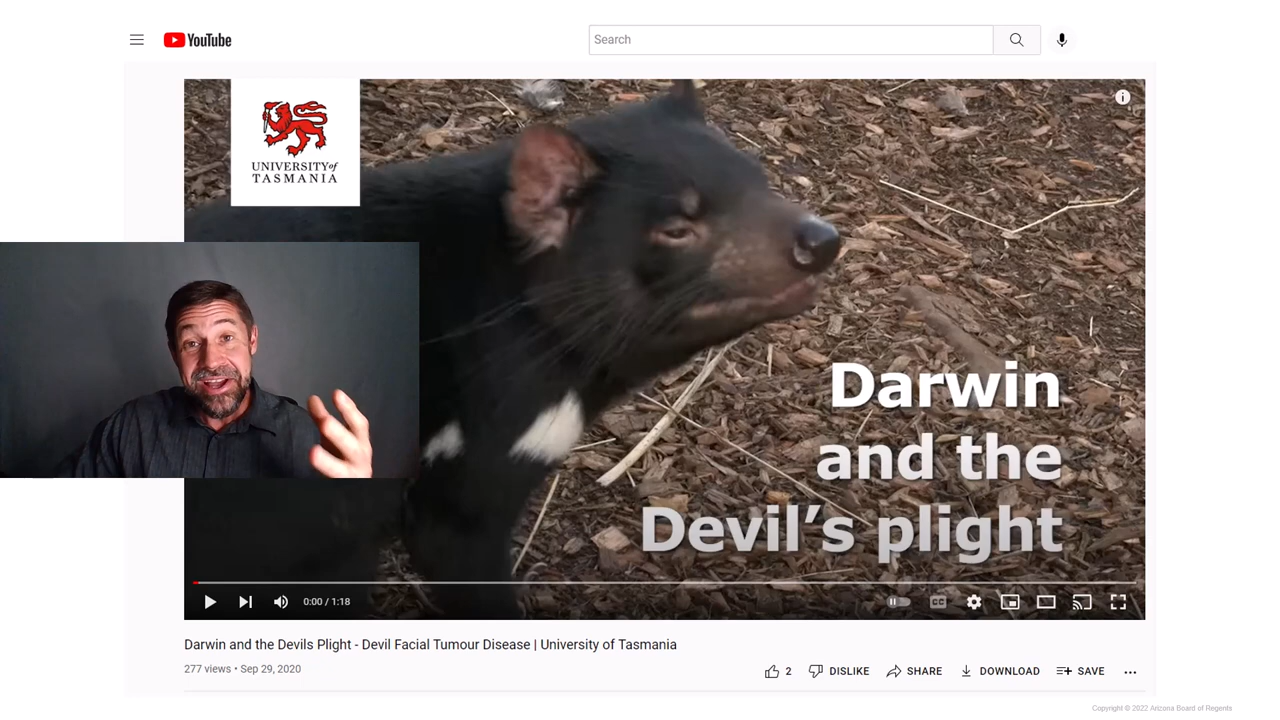 YouTube
Search
UNIVERSITY of
TASMANIA
Darwin
and the
Devil's plight
0:00 / 1:18
CC
Darwin and the Devils Plight - Devil Facial Tumour Disease | University of Tasmania
277 views • Sep 29, 2020
2 DISLIKE SHARE DOWNLOAD SAVE
Copyright © 2022 Arizona Board of Regents